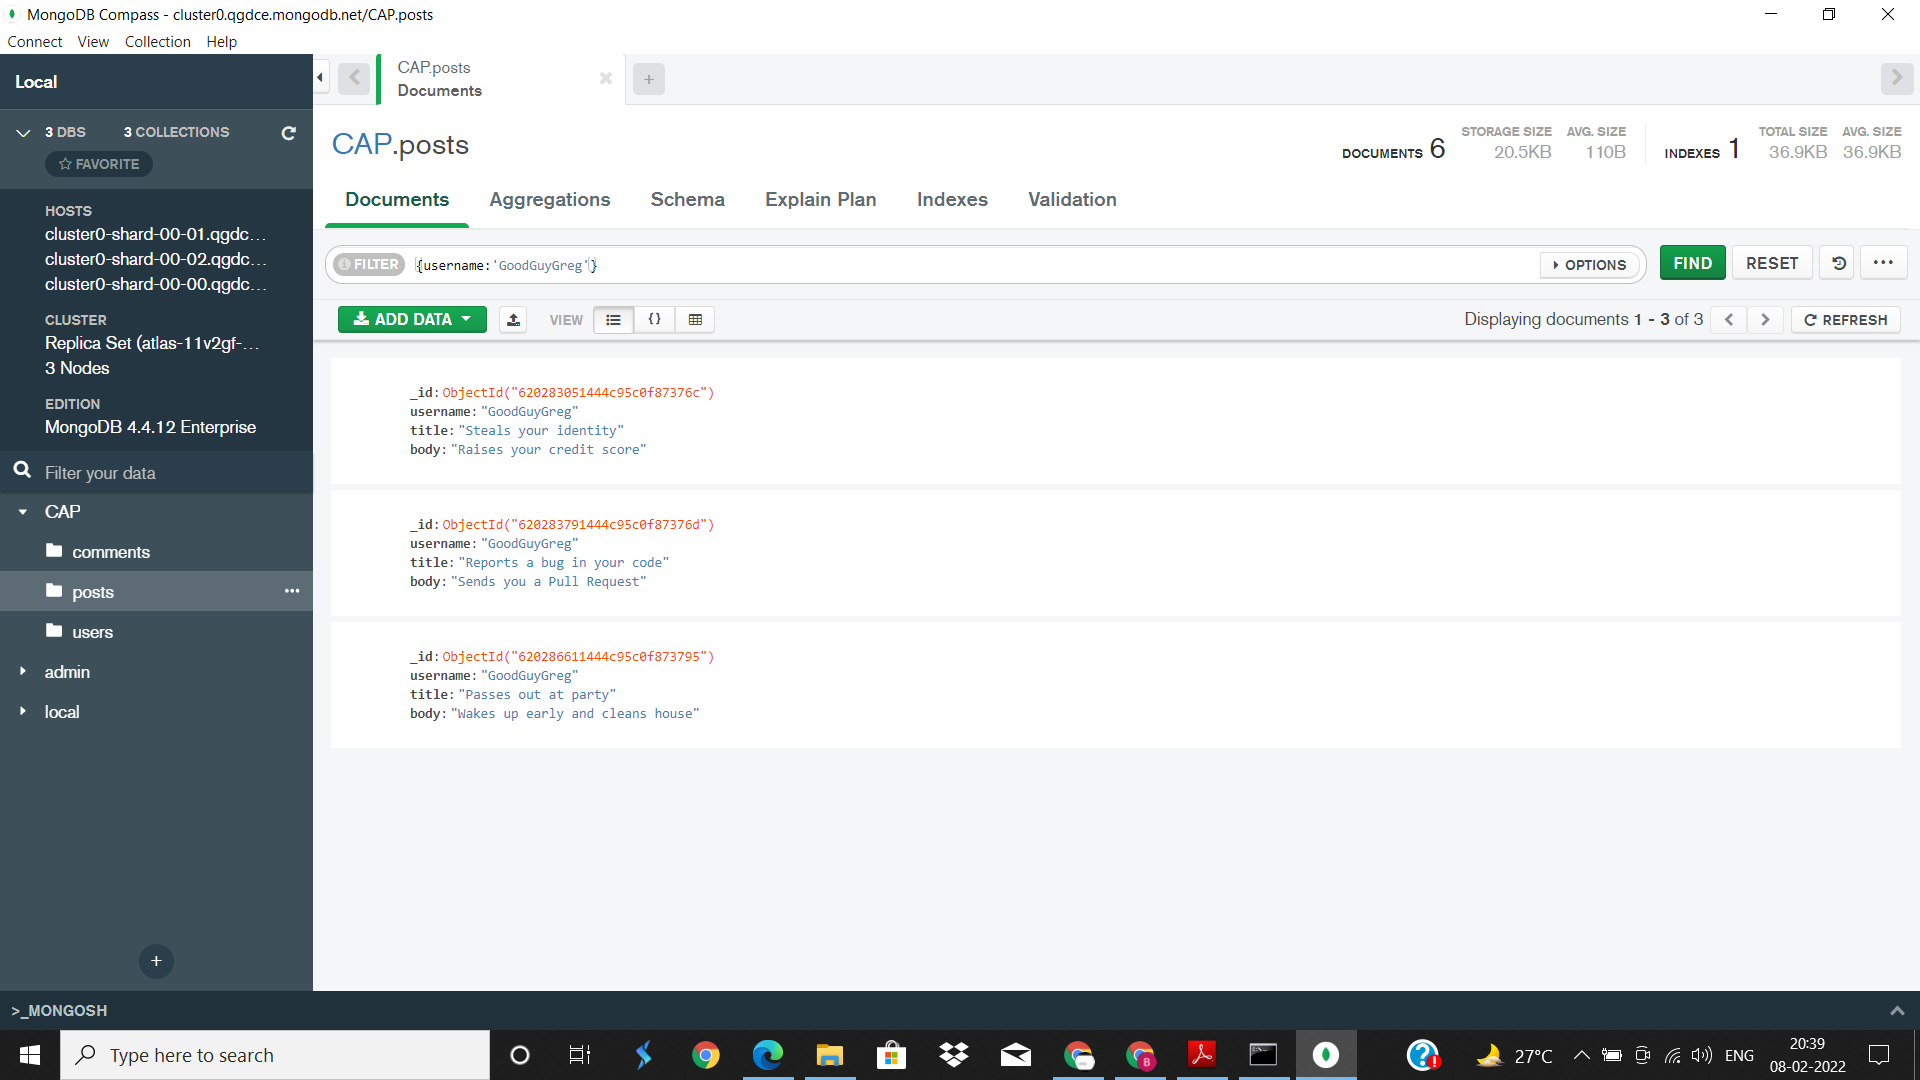 MongoDB Compass - cluster0.qgdce.mongodb.net/CAP.posts
Connect View Collection Help
Local
3 DBS 3 COLLECTIONS
FAVORITE
HOSTS
cluster0-shard-00-01.qgdc...
cluster0-shard-00-02.qgdc...
cluster0-shard-00-00.qgdc...
CLUSTER
Replica Set (atlas-11v2gf-...
3 Nodes
EDITION
MongoDB 4.4.12 Enterprise
Filter your data
CAP
comments
posts
users
admin
local
CAP.posts
Documents
CAP.posts
DOCUMENTS 6 STORAGE SIZE 20.5KB AVG. SIZE 110B INDEXES 1 TOTAL SIZE 36.9KB AVG. SIZE 36.9KB
Documents Aggregations Schema Explain Plan Indexes Validation
FILTER {username:'GoodGuyGreg'} OPTIONS FIND RESET ...
ADD DATA VIEW {} Displaying documents 1 - 3 of 3 REFRESH
_id: ObjectId("620283051444c95c0f87376c")
username: "GoodGuyGreg"
title: "Steals your identity"
body: "Raises your credit score"
_id: ObjectId("620283791444c95c0f87376d")
username: "GoodGuyGreg"
title: "Reports a bug in your code"
body: "Sends you a Pull Request"
_id: ObjectId("620286611444c95c0f873795")
username: "GoodGuyGreg"
title: "Passes out at party"
body: "Wakes up early and cleans house"
>_MONGOSH
Type here to search
B
27°C
ENG
20:39
08-02-2022